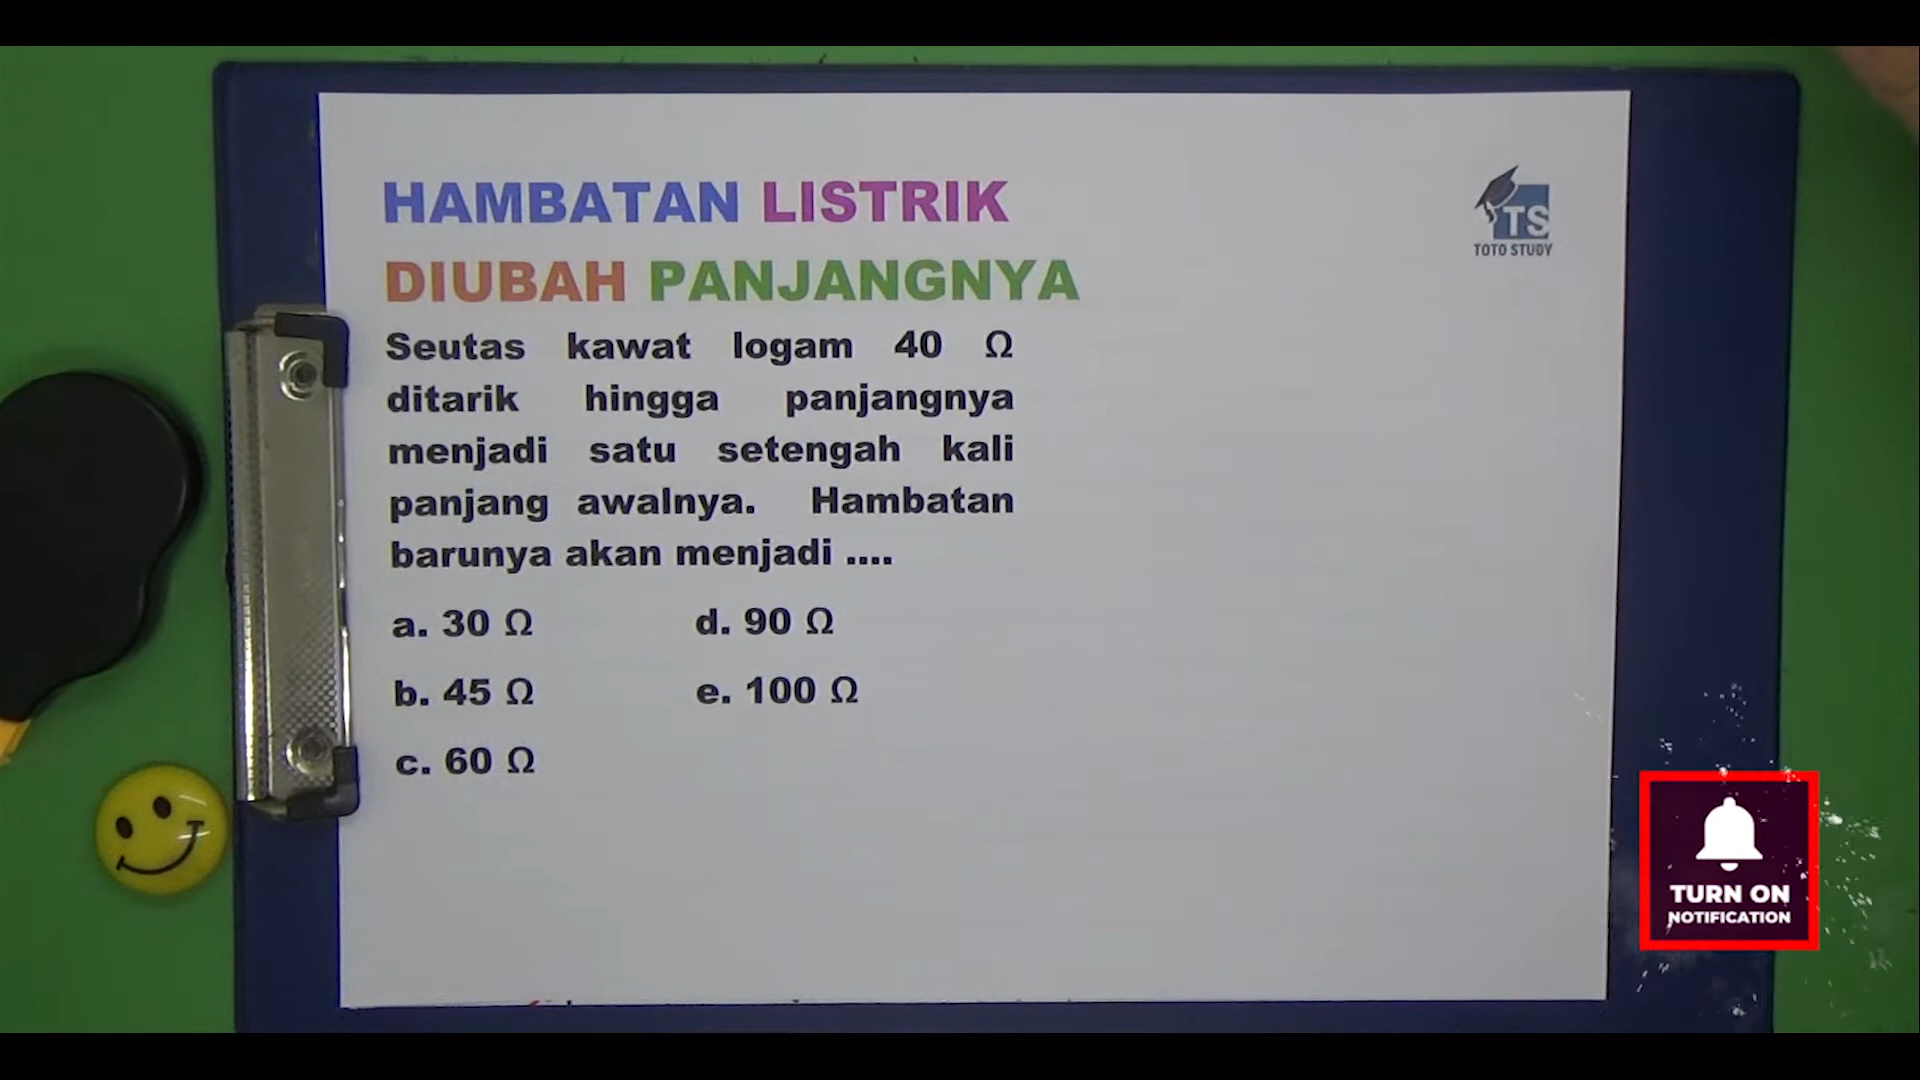 HAMBATAN LISTRIK
DIUBAH PANJANGNYA
TS
TOTO STUDY
Seutas kawat logam 40 Ω
ditarik hingga panjangnya
menjadi satu setengah kali
panjang awalnya. Hambatan
barunya akan menjadi ....
a. 30 Ω
b. 45 Ω
c. 60 Ω
d. 90 Ω
e. 100 Ω
TURN ON
NOTIFICATION